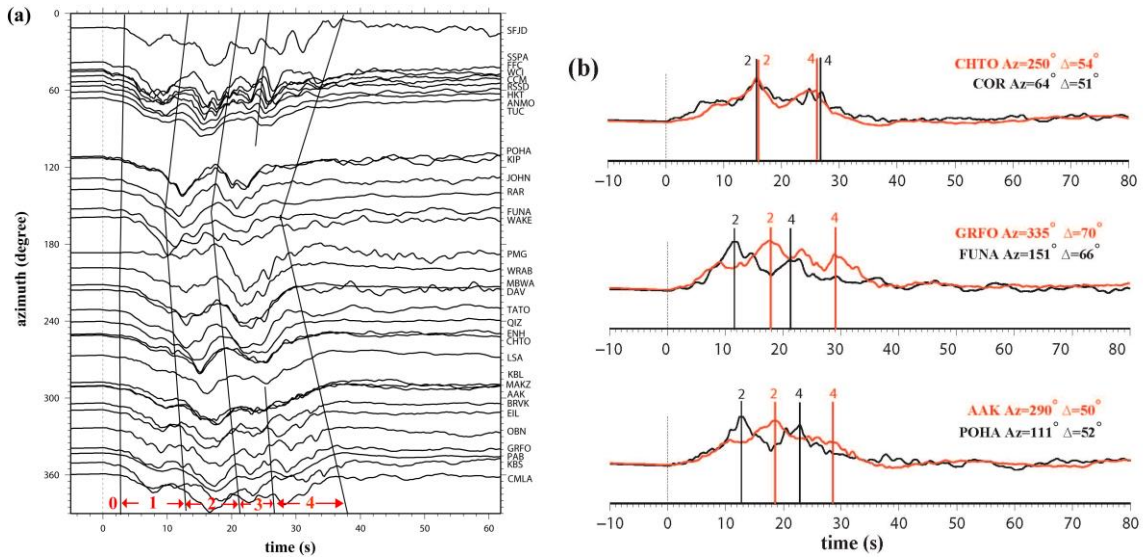 (a)
0
60
120
180
240
300
360
azimuth (degree)
SFJD
SSPA
FFC
WCI
CCM
RSSD
HKT
ANMO
TUC
POHA
KIP
JOHN
RAR
FUNA
WAKE
PMG
WRAB
MBWA
DAV
TATO
QIZ
ENH
CHTO
LSA
KBL
MAKZ
AAK
BRVK
EIL
OBN
GRFO
PAB
KBS
CMLA
0 1 2 3 4
0 10 20 30 40 50 60
time (s)
(b)
2 2 4 4
CHTO Az=250° Δ=54°
COR Az=64° Δ=51°
−10 0 10 20 30 40 50 60 70 80
2 2 4 4
GRFO Az=335° Δ=70°
FUNA Az=151° Δ=66°
−10 0 10 20 30 40 50 60 70 80
2 2 4 4
AAK Az=290° Δ=50°
POHA Az=111° Δ=52°
−10 0 10 20 30 40 50 60 70 80
time (s)